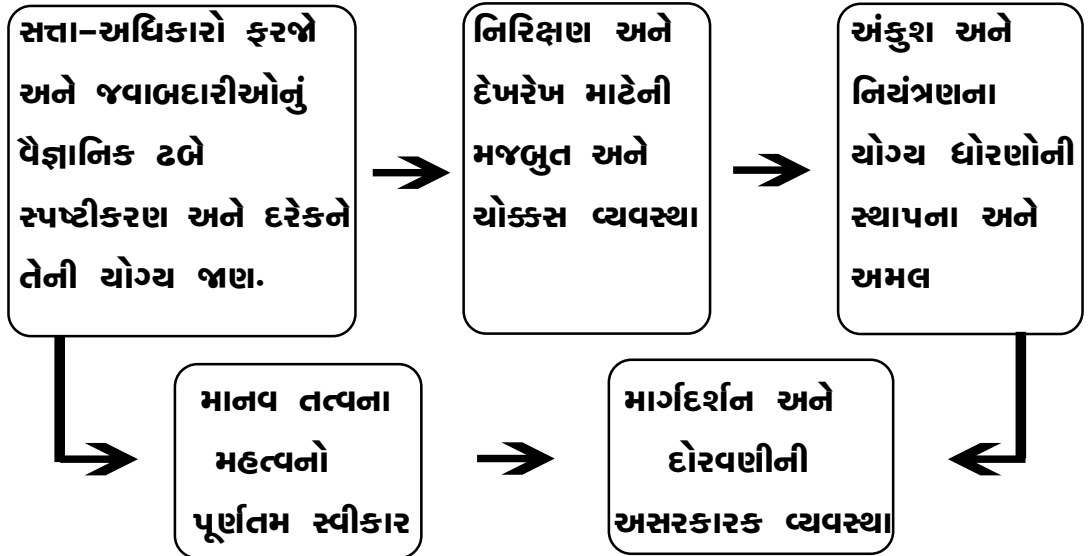 સત્તા-અધિકારો ફરજો
અને જવાબદારીઓનું
વૈજ્ઞાનિક ઢબે
સ્પષ્ટીકરણ અને દરેકને
તેની યોગ્ય જાણ.
નિરિક્ષણ અને
દેખરેખ માટેની
મજબુત અને
ચોક્કસ વ્યવસ્થા
અંકુશ અને
નિયંત્રણના
યોગ્ય ધોરણોની
સ્થાપના અને
અમલ
માનવ તત્વના
મહત્વનો
પૂર્ણતમ સ્વીકાર
માર્ગદર્શન અને
દોરવણીની
અસરકારક વ્યવસ્થા